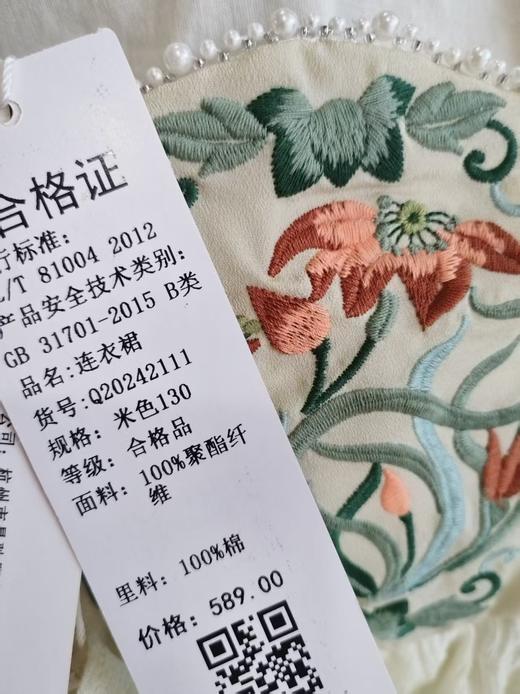 合格证
行标准:
/T 81004 2012
产品安全技术类别:
GB 31701-2015 B类
品名: 连衣裙
货号: Q20242111
规格: 米色130
等级: 合格品
面料: 100%聚酯纤
维
里料: 100%棉
价格: 589.00